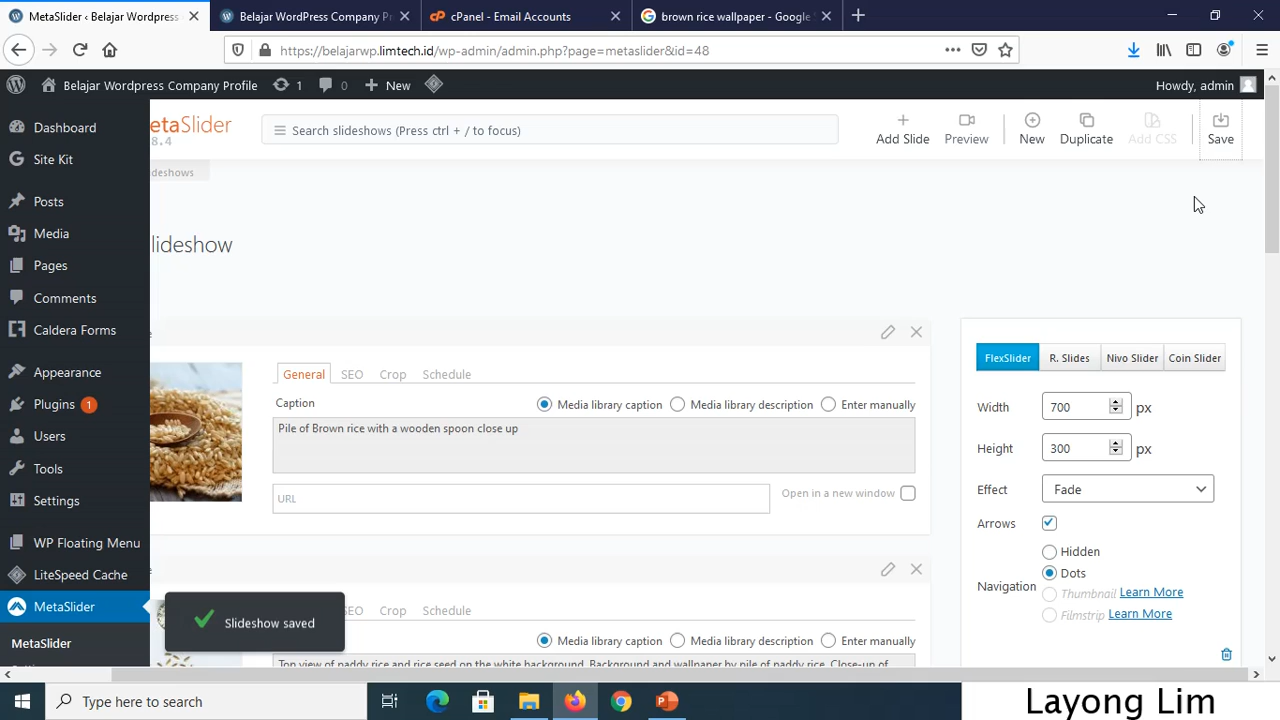 MetaSlider ‹ Belajar Wordpress
Belajar WordPress Company P
cPanel - Email Accounts
brown rice wallpaper - Google
https://belajarwp.limtech.id/wp-admin/admin.php?page=metaslider&id=48
Belajar Wordpress Company Profile
1
0
New
Howdy, admin
Dashboard
Site Kit
Posts
Media
Pages
Comments
Caldera Forms
Appearance
Plugins 1
Users
Tools
Settings
WP Floating Menu
LiteSpeed Cache
MetaSlider
MetaSlider
etaSlider
8.4
Search slideshows (Press ctrl + / to focus)
Add Slide
Preview
New
Duplicate
Add CSS
Save
deshows
lideshow
General
SEO
Crop
Schedule
Caption
Media library caption
Media library description
Enter manually
Pile of Brown rice with a wooden spoon close up
URL
Open in a new window
SEO
Crop
Schedule
Media library caption
Media library description
Enter manually
Top view of paddy rice and rice seed on the white background. Background and wallpaper by pile of paddy rice. Close-up of
FlexSlider
R. Slides
Nivo Slider
Coin Slider
Width 700 px
Height 300 px
Effect Fade
Arrows
Navigation
Hidden
Dots
Thumbnail Learn More
Filmstrip Learn More
Slideshow saved
Type here to search
Layong Lim